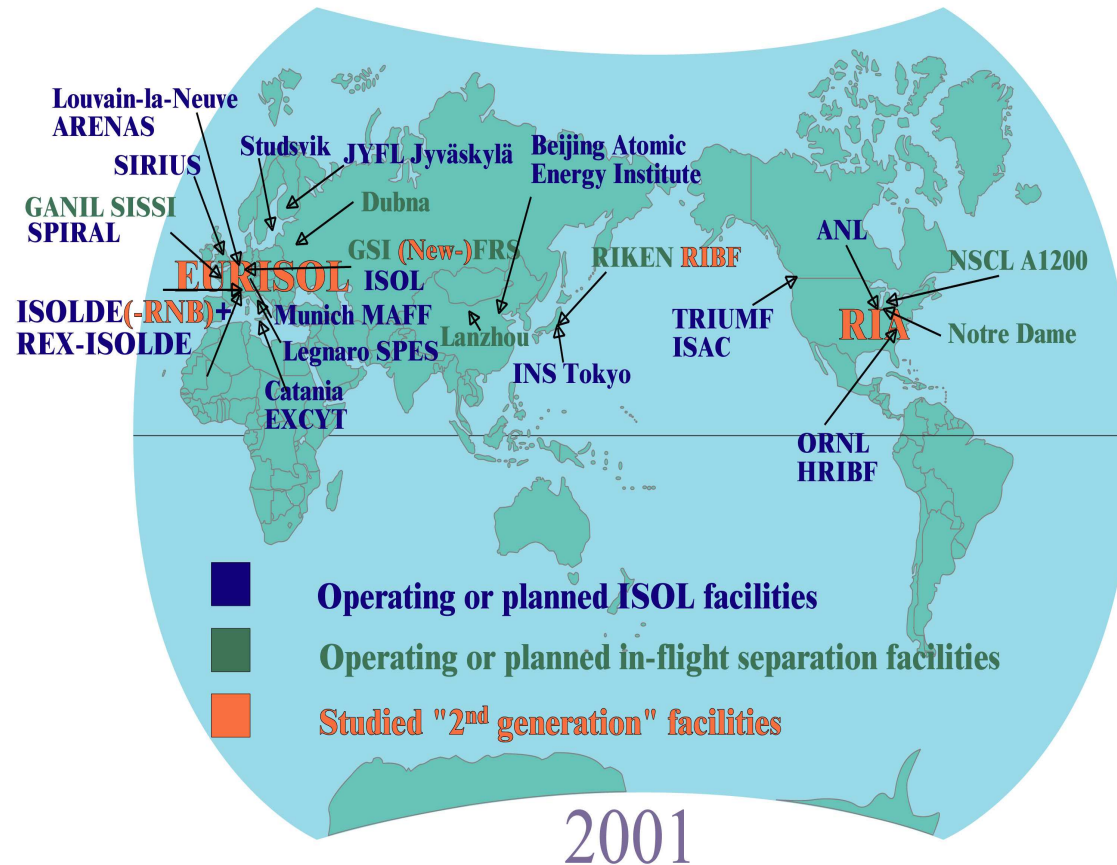 Louvain-la-Neuve
ARENAS
SIRIUS
Studsvik
JYFL Jyväskylä
Beijing Atomic
Energy Institute
GANIL SISSI
SPIRAL
Dubna
GSI (New-)FRS
ISOL
EURISOL
RIKEN RIBF
ANL
NSCL A1200
ISOLDE(-RNB)+
REX-ISOLDE
Munich MAFF
Legnaro SPES
Lanzhou
INS Tokyo
TRIUMF
ISAC
RIA
Notre Dame
Catania
EXCYT
ORNL
HRIBF
Operating or planned ISOL facilities
Operating or planned in-flight separation facilities
Studied "2nd generation" facilities
2001